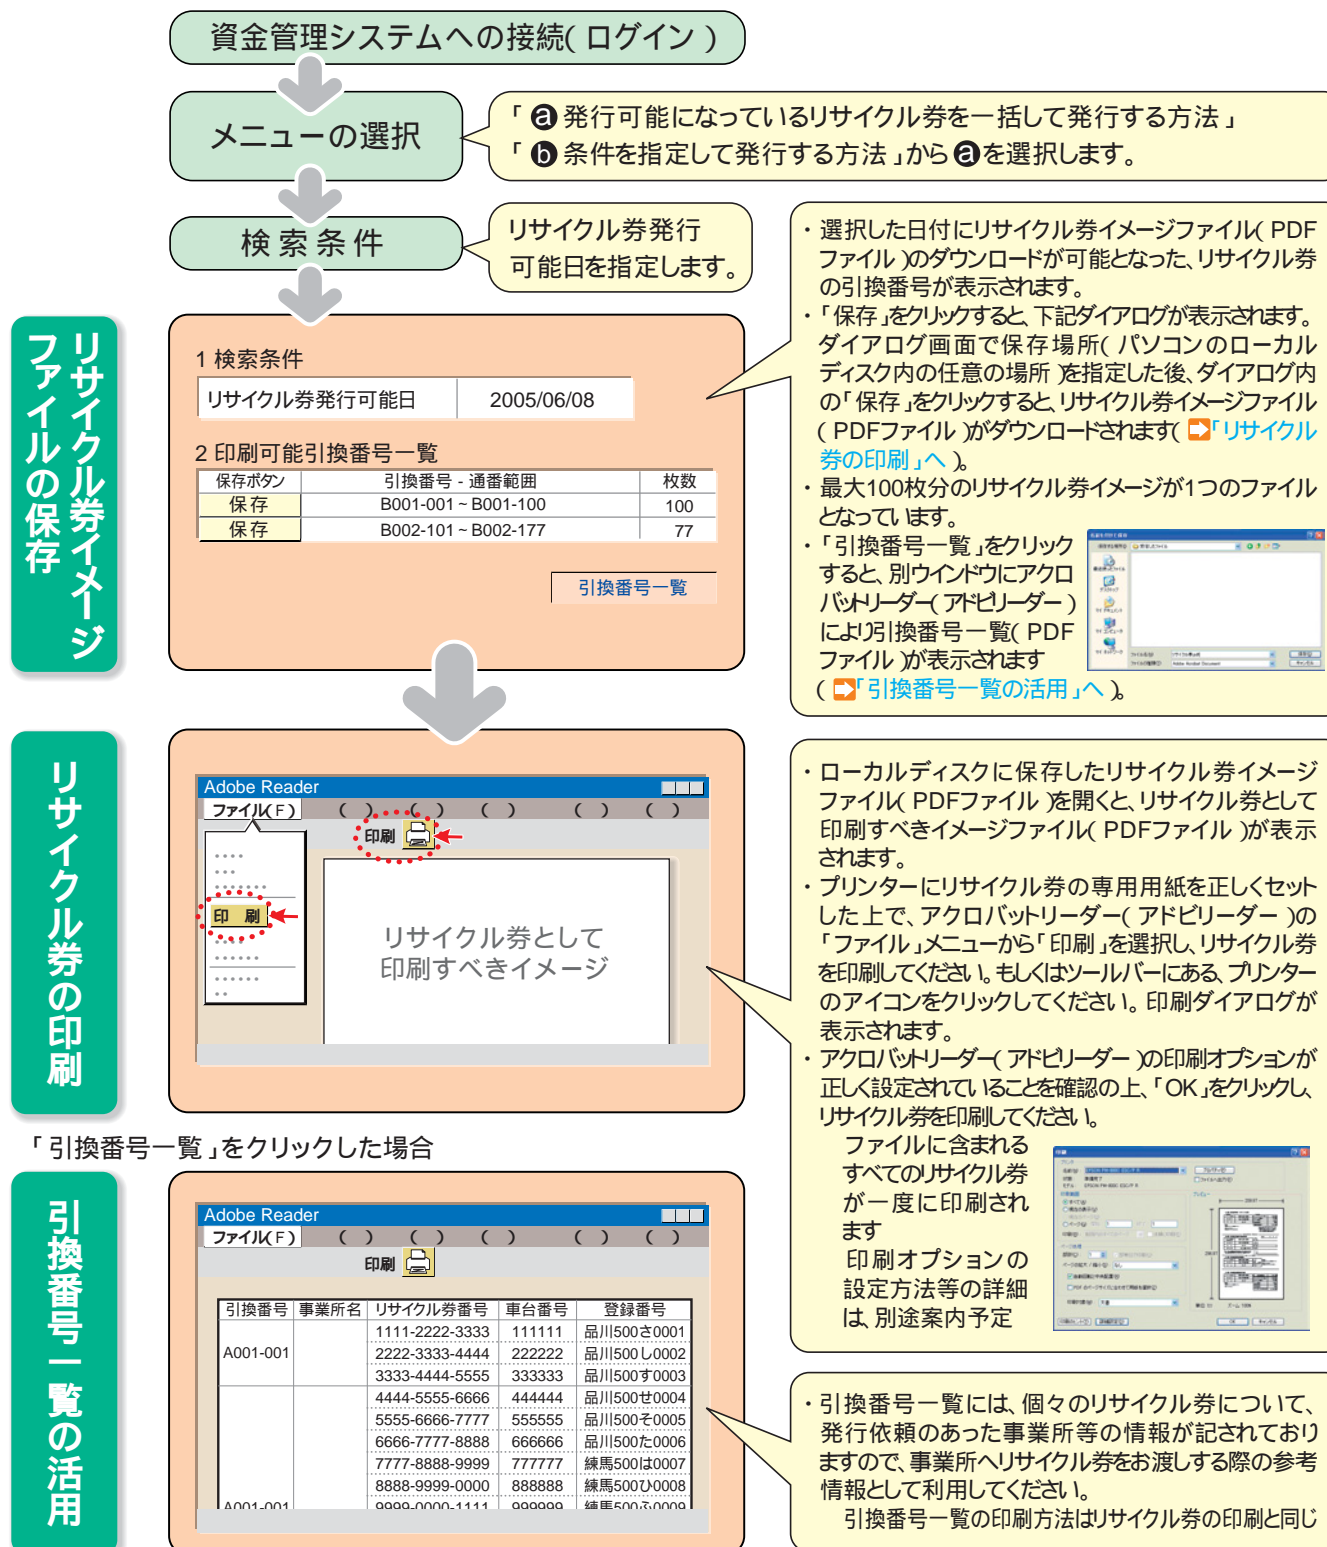 資金管理システムへの接続(ログイン)
メニューの選択
「ⓐ発行可能になっているリサイクル券を一括して発行する方法」
「ⓑ条件を指定して発行する方法」からⓐを選択します。
検索条件
リサイクル券発行
可能日を指定します。
リサイクル券イメージ
ファイルの保存
1 検索条件
リサイクル券発行可能日 2005/06/08
2 印刷可能引換番号一覧
保存ボタン 引換番号 - 通番範囲 枚数
保存 B001-001~B001-100 100
保存 B002-101~B002-177 77
引換番号一覧
・選択した日付にリサイクル券イメージファイル(PDF
ファイル)のダウンロードが可能となった、リサイクル券
の引換番号が表示されます。
・「保存」をクリックすると、下記ダイアログが表示されます。
ダイアログ画面で保存場所(パソコンのローカル
ディスク内の任意の場所)を指定した後、ダイアログ内
の「保存」をクリックすると、リサイクル券イメージファイル
(PDFファイル)がダウンロードされます(➡「リサイクル
券の印刷」へ)。
・最大100枚分のリサイクル券イメージが1つのファイル
となっています。
・「引換番号一覧」をクリック
すると、別ウインドウにアクロ
バットリーダー(アドビリーダー)
により引換番号一覧(PDF
ファイル)が表示されます
(➡「引換番号一覧の活用」へ)。
リサイクル券の印刷
Adobe Reader
ファイル(F) ( ) ( ) ( ) ( ) ( )
印刷
印 刷
リサイクル券として
印刷すべきイメージ
・ローカルディスクに保存したリサイクル券イメージ
ファイル(PDFファイル)を開くと、リサイクル券として
印刷すべきイメージファイル(PDFファイル)が表示
されます。
・プリンターにリサイクル券の専用用紙を正しくセット
した上で、アクロバットリーダー(アドビリーダー)の
「ファイル」メニューから「印刷」を選択し、リサイクル券
を印刷してください。もしくはツールバーにある、プリンター
のアイコンをクリックしてください。印刷ダイアログが
表示されます。
・アクロバットリーダー(アドビリーダー)の印刷オプションが
正しく設定されていることを確認の上、「OK」をクリックし、
リサイクル券を印刷してください。
ファイルに含まれる
すべてのリサイクル券
が一度に印刷され
ます
印刷オプションの
設定方法等の詳細
は、別途案内予定
「引換番号一覧」をクリックした場合
引換番号一覧の活用
Adobe Reader
ファイル(F) ( ) ( ) ( ) ( ) ( )
印刷
引換番号 事業所名 リサイクル券番号 車台番号 登録番号
1111-2222-3333 111111 品川500さ0001
A001-001 2222-3333-4444 222222 品川500し0002
3333-4444-5555 333333 品川500す0003
4444-5555-6666 444444 品川500せ0004
5555-6666-7777 555555 品川500そ0005
6666-7777-8888 666666 品川500た0006
7777-8888-9999 777777 練馬500は0007
8888-9999-0000 888888 練馬500ひ0008
A001-001 9999-0000-1111 999999 練馬500ふ0009
・引換番号一覧には、個々のリサイクル券について、
発行依頼のあった事業所等の情報が記されており
ますので、事業所へリサイクル券をお渡しする際の参考
情報として利用してください。
引換番号一覧の印刷方法はリサイクル券の印刷と同じ